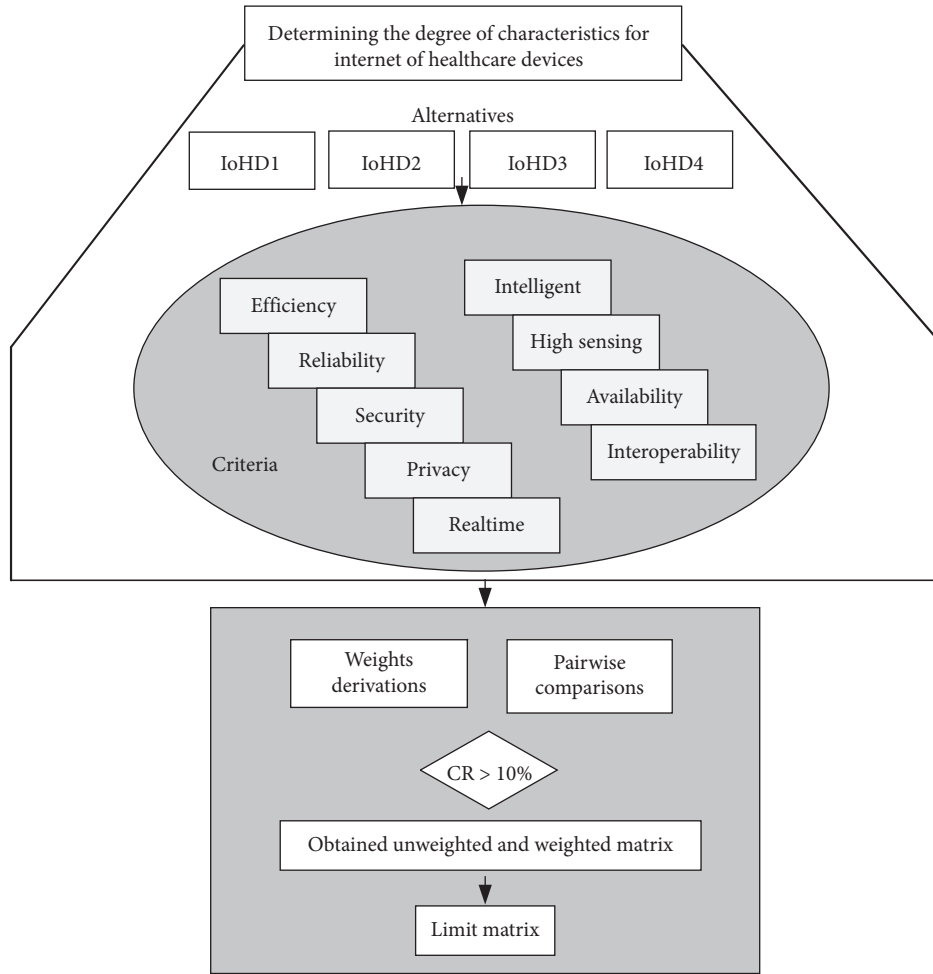 Determining the degree of characteristics for
internet of healthcare devices
Alternatives
IoHD1
IoHD2
IoHD3
IoHD4
Efficiency
Reliability
Security
Privacy
Realtime
Intelligent
High sensing
Availability
Interoperability
Criteria
Weights
derivations
Pairwise
comparisons
CR > 10%
Obtained unweighted and weighted matrix
Limit matrix